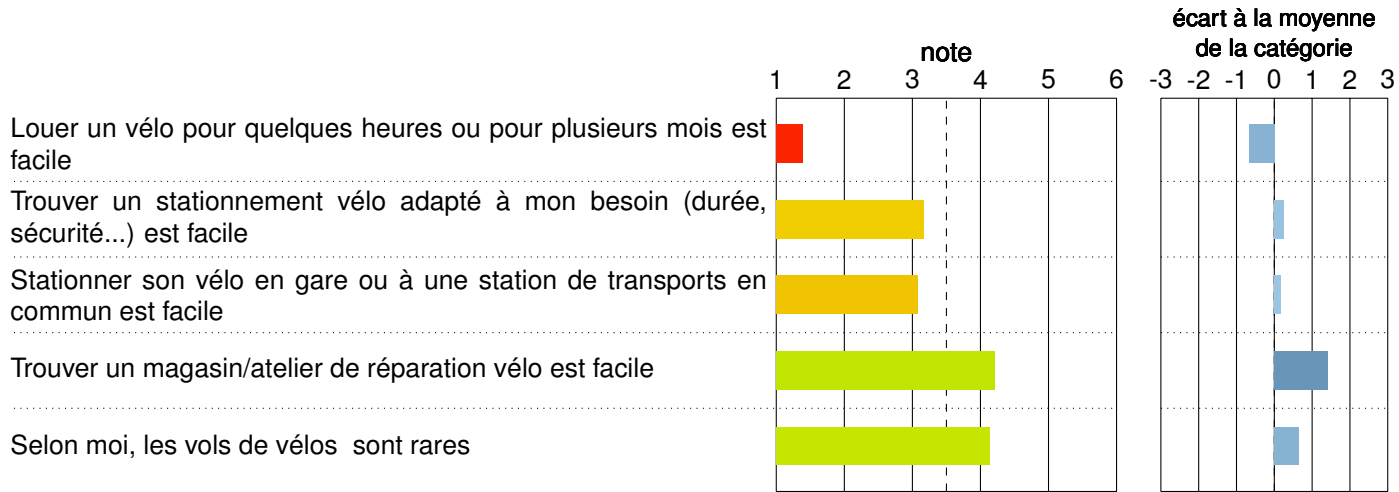 écart à la moyenne
note de la catégorie
1 2 3 4 5 6 -3 -2 -1 0 1 2 3
Louer un vélo pour quelques heures ou pour plusieurs mois est
facile
Trouver un stationnement vélo adapté à mon besoin (durée,
sécurité...) est facile
Stationner son vélo en gare ou à une station de transports en
commun est facile
Trouver un magasin/atelier de réparation vélo est facile
Selon moi, les vols de vélos sont rares